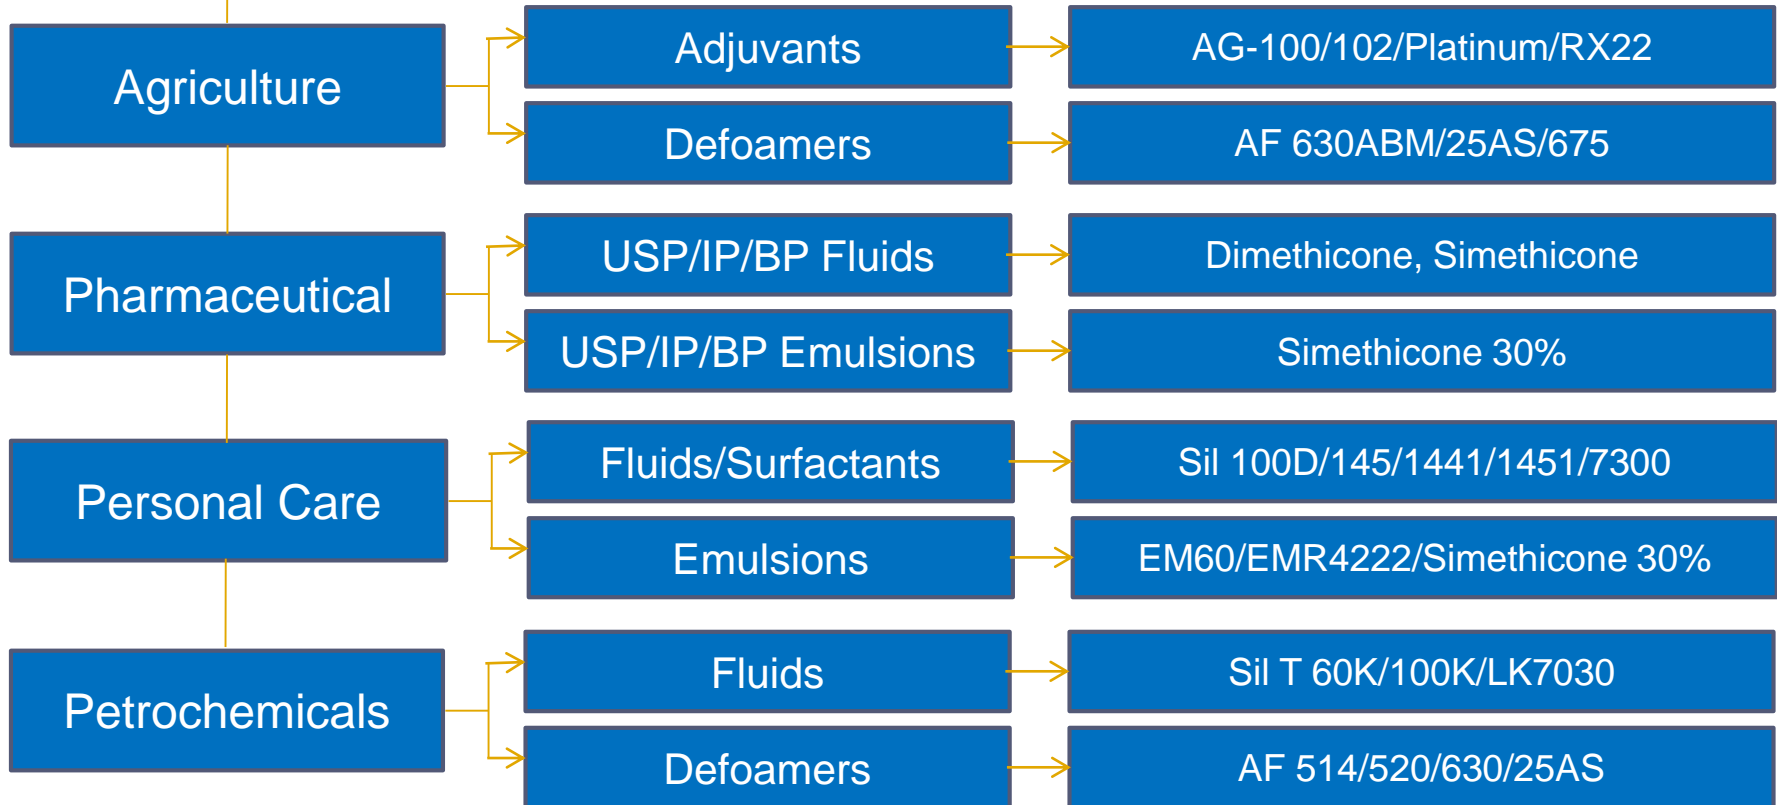 Agriculture
Adjuvants
AG-100/102/Platinum/RX22
Defoamers
AF 630ABM/25AS/675
Pharmaceutical
USP/IP/BP Fluids
Dimethicone, Simethicone
USP/IP/BP Emulsions
Simethicone 30%
Personal Care
Fluids/Surfactants
Sil 100D/145/1441/1451/7300
Emulsions
EM60/EMR4222/Simethicone 30%
Petrochemicals
Fluids
Sil T 60K/100K/LK7030
Defoamers
AF 514/520/630/25AS